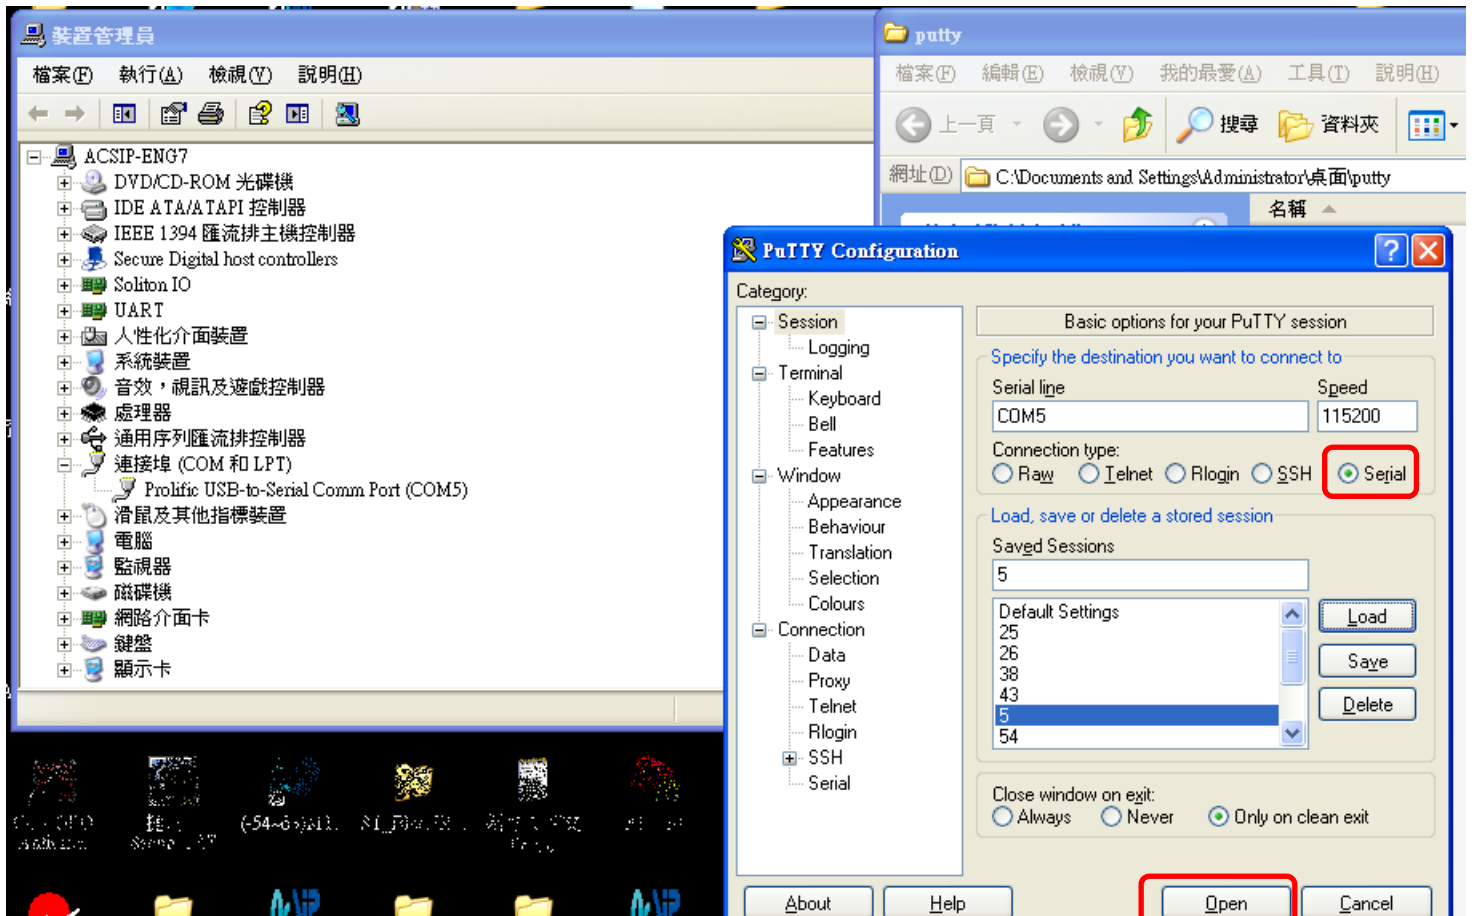 裝置管理員
檔案(F) 執行(A) 檢視(V) 說明(H)
ACSIP-ENG7
DVD/CD-ROM 光碟機
IDE ATA/ATAPI 控制器
IEEE 1394 匯流排主機控制器
Secure Digital host controllers
Soliton IO
UART
人性化介面裝置
系統裝置
音效，視訊及遊戲控制器
處理器
通用序列匯流排控制器
連接埠 (COM 和 LPT)
Prolific USB-to-Serial Comm Port (COM5)
滑鼠及其他指標裝置
電腦
監視器
磁碟機
網路介面卡
鍵盤
顯示卡
putty
檔案(F) 編輯(E) 檢視(V) 我的最愛(A) 工具(T) 說明(H)
上一頁 搜尋 資料夾
網址(D) C:\Documents and Settings\Administrator\桌面\putty
名稱
PuTTY Configuration
Category:
Session
Logging
Terminal
Keyboard
Bell
Features
Window
Appearance
Behaviour
Translation
Selection
Colours
Connection
Data
Proxy
Telnet
Rlogin
SSH
Serial
Basic options for your PuTTY session
Specify the destination you want to connect to
Serial line Speed
COM5 115200
Connection type:
Raw Telnet Rlogin SSH Serial
Load, save or delete a stored session
Saved Sessions
5
Default Settings
25
26
38
43
5
54
Load
Save
Delete
Close window on exit:
Always Never Only on clean exit
About Help Open Cancel